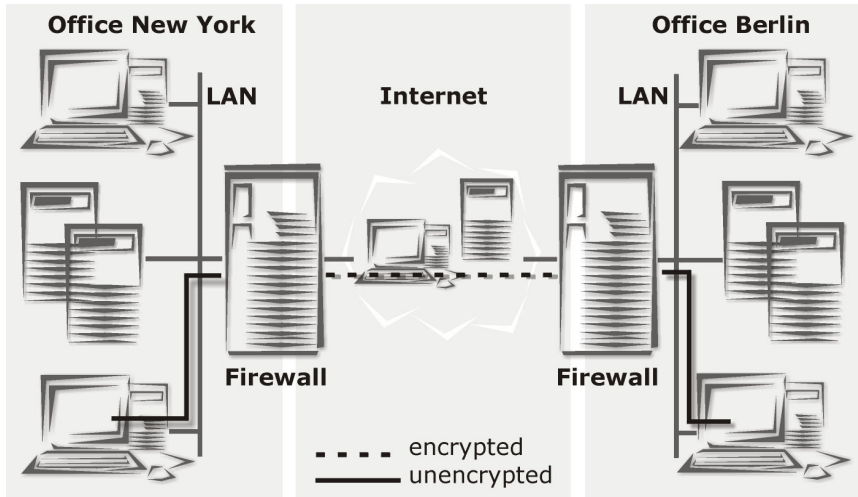 Office New York
Office Berlin
LAN
Internet
LAN
Firewall
Firewall
encrypted
unencrypted